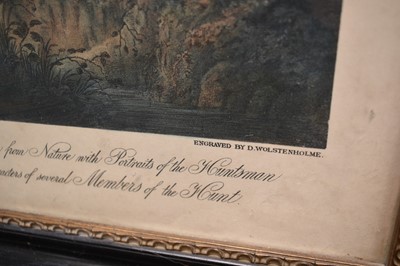 ENGRAVED BY D. WOLSTENHOLME.
from Nature with Portraits of the Huntsman
of several Members of the Hunt.